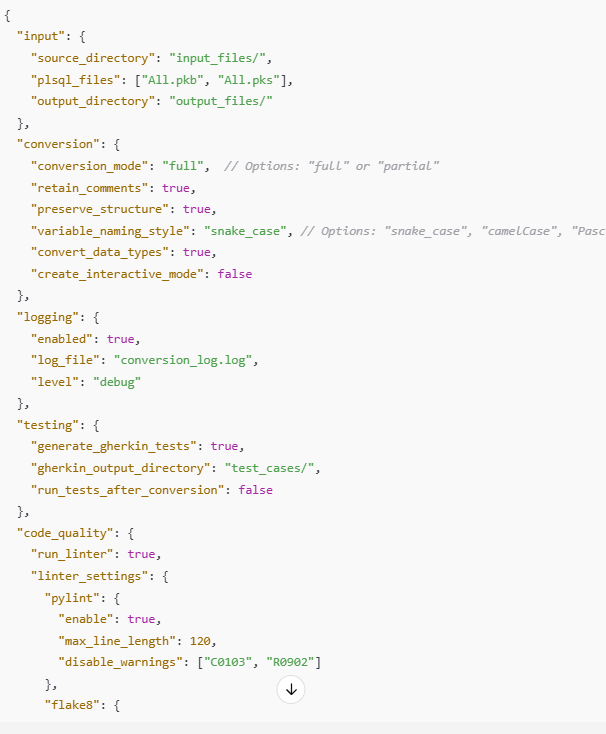 {
  "input": {
    "source_directory": "input_files/",
    "plsql_files": ["All.pkb", "All.pks"],
    "output_directory": "output_files/"
  },
  "conversion": {
    "conversion_mode": "full",  // Options: "full" or "partial"
    "retain_comments": true,
    "preserve_structure": true,
    "variable_naming_style": "snake_case", // Options: "snake_case", "camelCase", "Pasc
    "convert_data_types": true,
    "create_interactive_mode": false
  },
  "logging": {
    "enabled": true,
    "log_file": "conversion_log.log",
    "level": "debug"
  },
  "testing": {
    "generate_gherkin_tests": true,
    "gherkin_output_directory": "test_cases/",
    "run_tests_after_conversion": false
  },
  "code_quality": {
    "run_linter": true,
    "linter_settings": {
      "pylint": {
        "enable": true,
        "max_line_length": 120,
        "disable_warnings": ["C0103", "R0902"]
      },
      "flake8": {